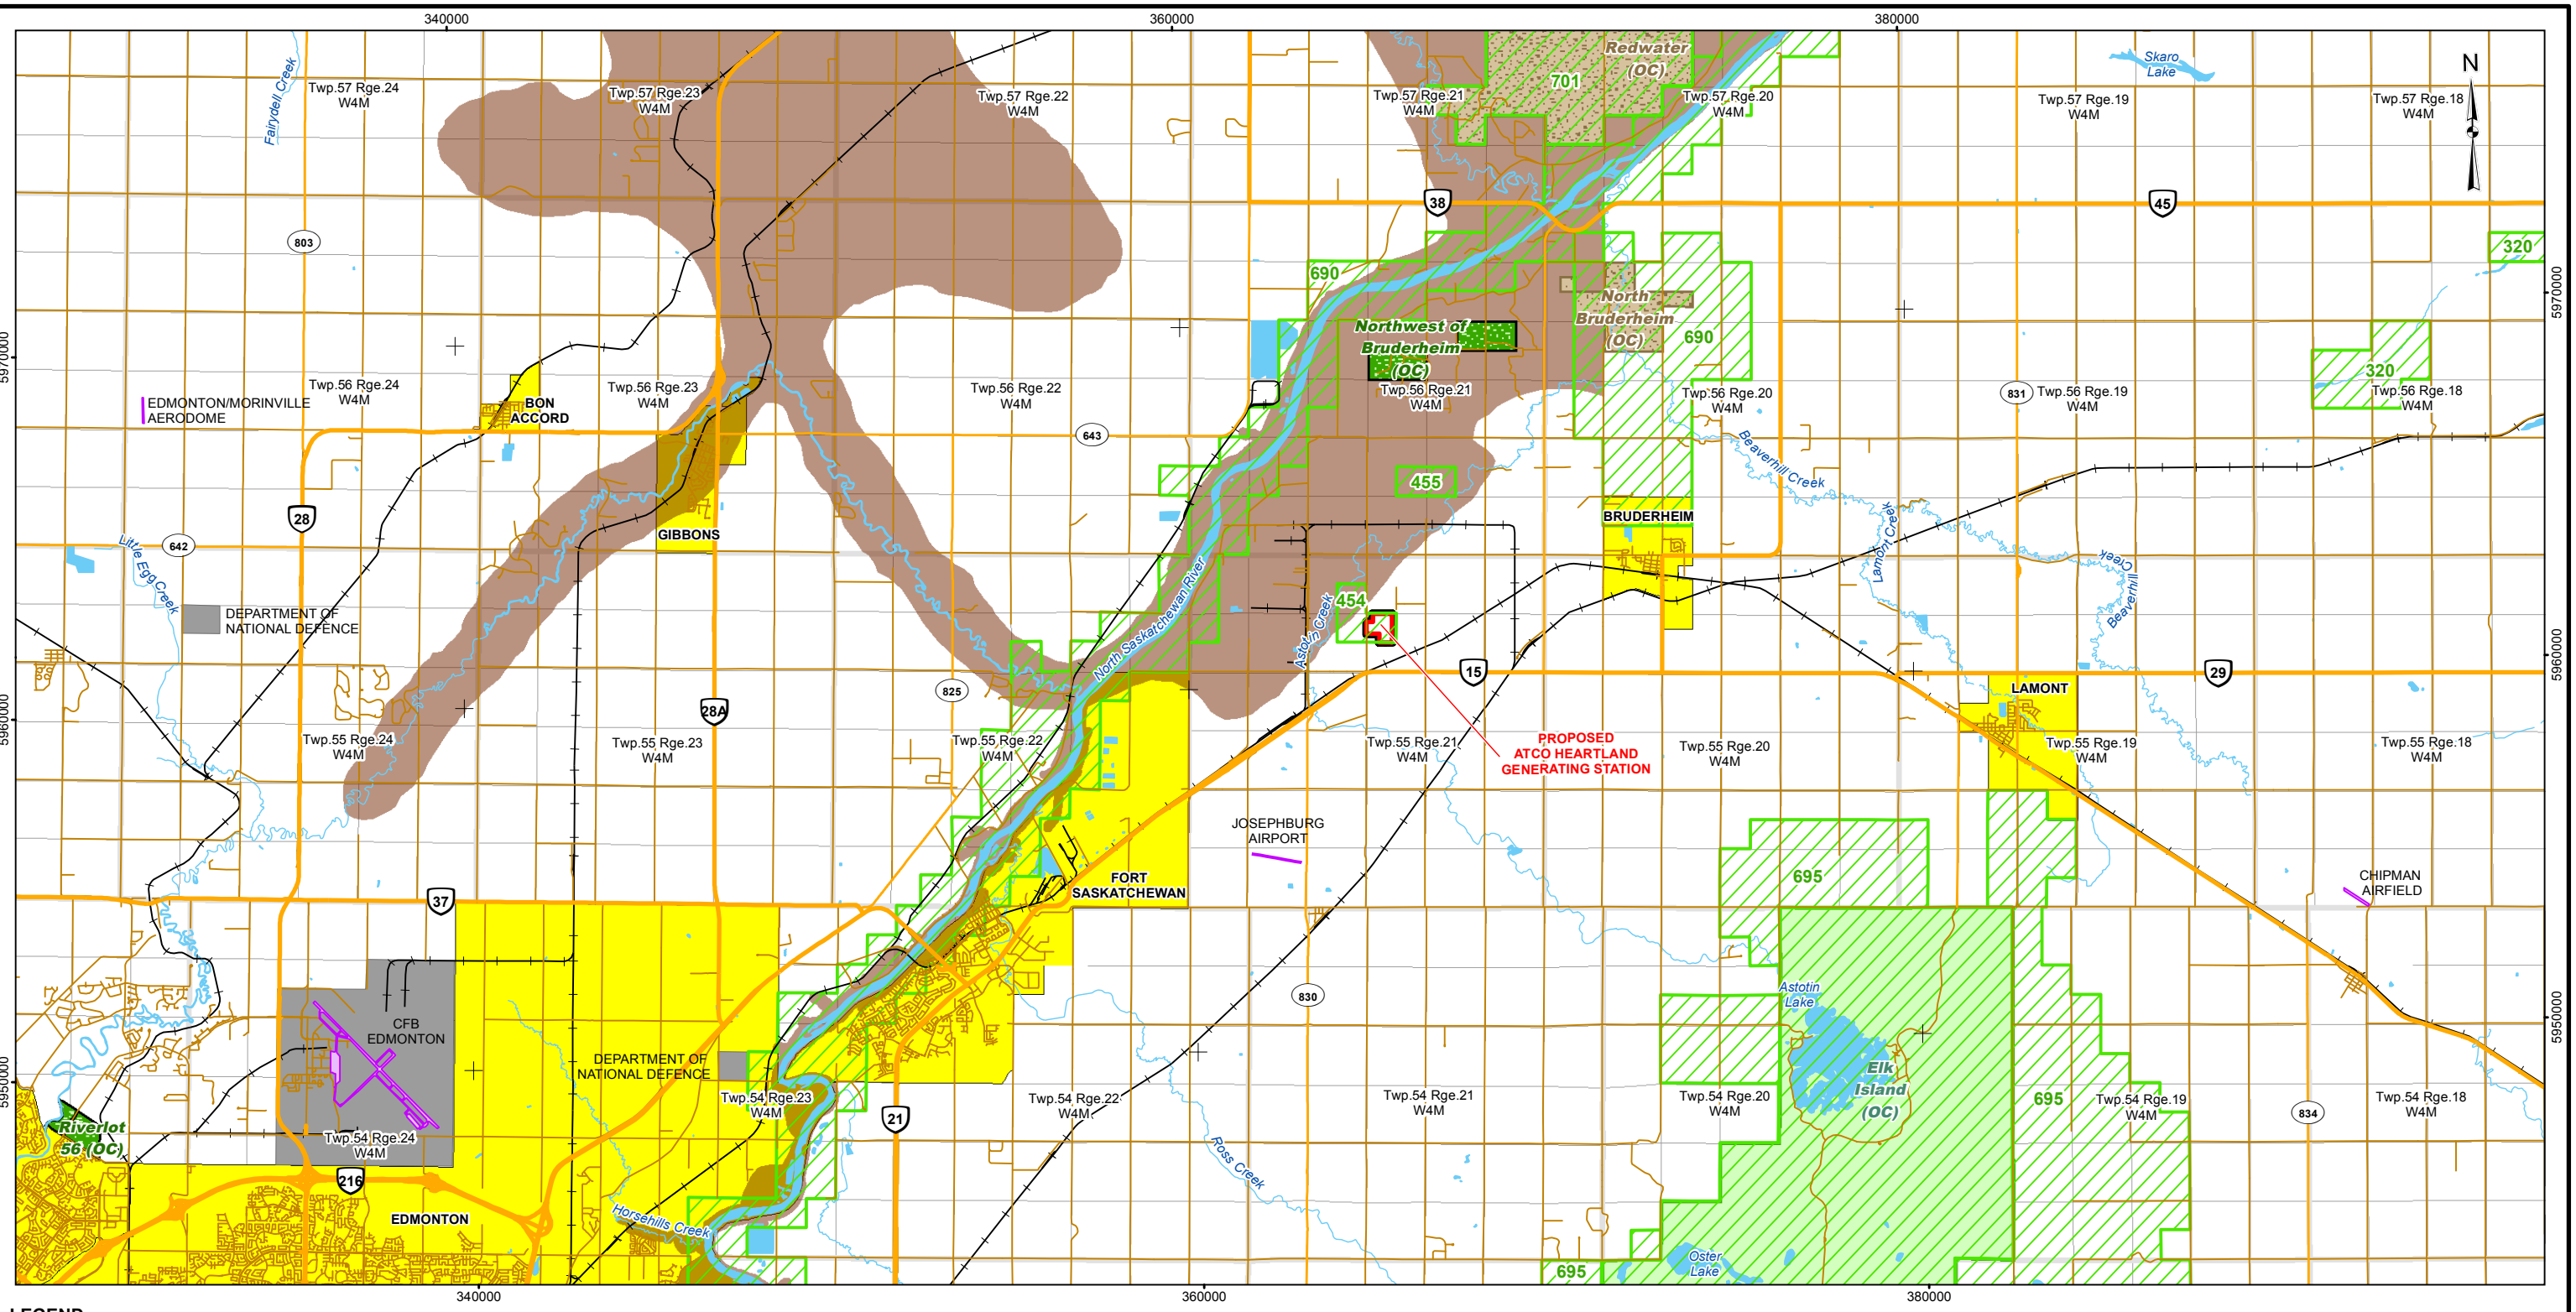 340000
360000
380000
Fairydell Creek
Twp.57 Rge.24
W4M
Twp.57 Rge.23
W4M
Twp.57 Rge.22
W4M
Twp.57 Rge.21
W4M
701
Redwater
(OC)
Twp.57 Rge.20
W4M
Twp.57 Rge.19
W4M
Skaro
Lake
Twp.57 Rge.18
W4M
N
803
38
45
320
690
5970000
5970000
North
Bruderheim
(OC)
690
Northwest of
Bruderheim
(OC)
EDMONTON/MORINVILLE
AERODOME
Twp.56 Rge.24
W4M
BON
ACCORD
Twp.56 Rge.23
W4M
Twp.56 Rge.22
W4M
Twp.56 Rge.21
W4M
Twp.56 Rge.20
W4M
831
Twp.56 Rge.19
W4M
320
Twp.56 Rge.18
W4M
643
Beaverhill Creek
455
28
GIBBONS
BRUDERHEIM
Lamont Creek
642
Little Egg Creek
Beaverhill
Creek
DEPARTMENT OF
NATIONAL DEFENCE
454
Astotin Creek
North Saskatchewan River
15
29
5960000
5960000
825
28A
LAMONT
Twp.55 Rge.24
W4M
Twp.55 Rge.23
W4M
Twp.55 Rge.22
W4M
Twp.55 Rge.21
W4M
PROPOSED
ATCO HEARTLAND
GENERATING STATION
Twp.55 Rge.20
W4M
Twp.55 Rge.19
W4M
Twp.55 Rge.18
W4M
JOSEPHBURG
AIRPORT
FORT
SASKATCHEWAN
695
CHIPMAN
AIRFIELD
37
830
Astotin
Lake
5950000
5950000
CFB
EDMONTON
DEPARTMENT OF
NATIONAL DEFENCE
Elk
Island
(OC)
Riverlot
56 (OC)
Twp.54 Rge.24
W4M
Twp.54 Rge.23
W4M
21
Twp.54 Rge.22
W4M
Twp.54 Rge.21
W4M
Twp.54 Rge.20
W4M
695
Twp.54 Rge.19
W4M
834
Twp.54 Rge.18
W4M
216
EDMONTON
Horsehills Creek
Ross Creek
695
Oster
Lake
340000
360000
380000
LEGEND